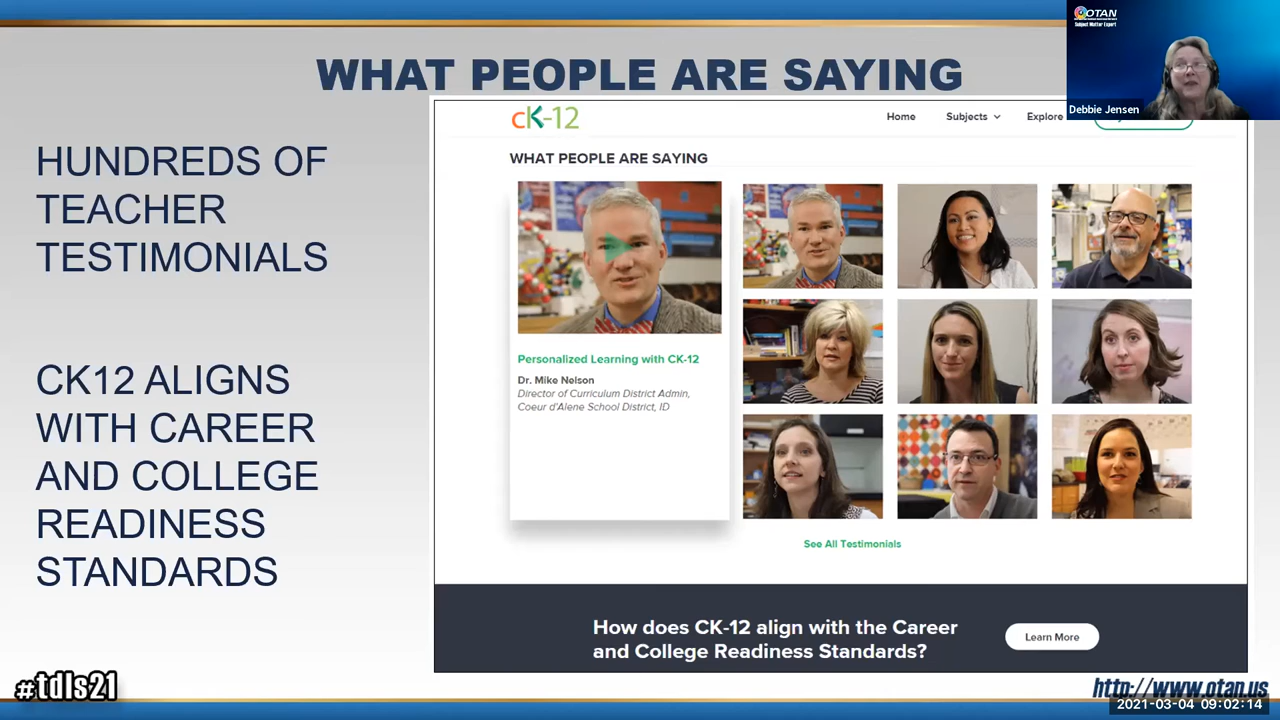 WHAT PEOPLE ARE SAYING
OTAN
Subject Matter Expert
Debbie Jensen
HUNDREDS OF
TEACHER
TESTIMONIALS
CK12 ALIGNS
WITH CAREER
AND COLLEGE
READINESS
STANDARDS
cK-12
Home Subjects Explore
WHAT PEOPLE ARE SAYING
Personalized Learning with CK-12
Dr. Mike Nelson
Director of Curriculum District Admin,
Coeur d'Alene School District, ID
See All Testimonials
How does CK-12 align with the Career
and College Readiness Standards?
Learn More
#tdls21
http://www.otan.us
2021-03-04 09:02:14